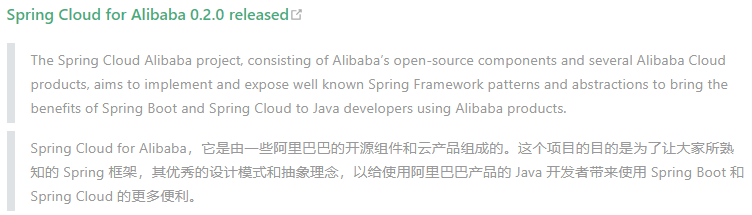 Spring Cloud for Alibaba 0.2.0 released
The Spring Cloud Alibaba project, consisting of Alibaba's open-source components and several Alibaba Cloud
products, aims to implement and expose well known Spring Framework patterns and abstractions to bring the
benefits of Spring Boot and Spring Cloud to Java developers using Alibaba products.
Spring Cloud for Alibaba，它是由一些阿里巴巴的开源组件和云产品组成的。这个项目的目的是为了让大家所熟
知的 Spring 框架，其优秀的设计模式和抽象理念，以给使用阿里巴巴产品的 Java 开发者带来使用 Spring Boot 和
Spring Cloud 的更多便利。